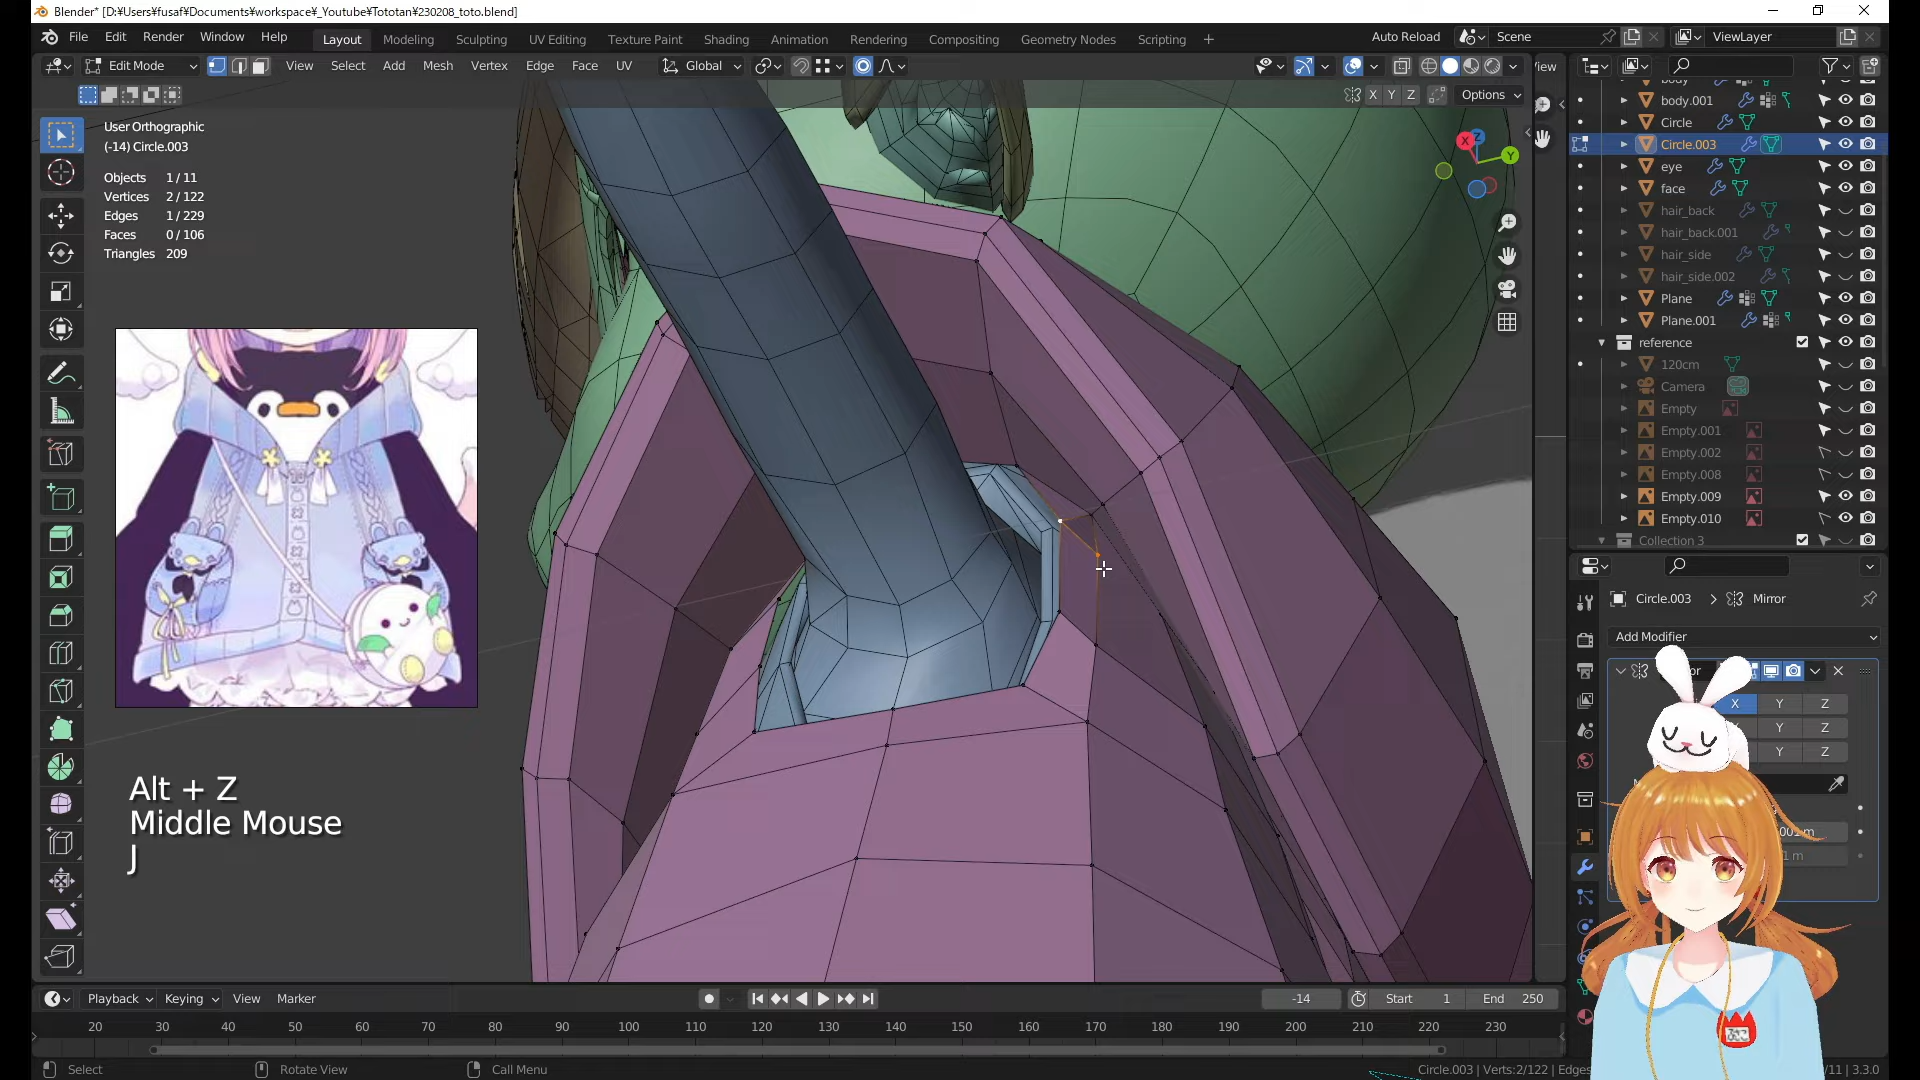 Blender* [D:¥Users¥fusaf¥Documents¥workspace¥_Youtube¥Tototan¥230208_toto.blend]
File Edit Render Window Help Layout Modeling Sculpting UV Editing Texture Paint Shading Animation Rendering Compositing Geometry Nodes Scripting + Auto Reload Scene ViewLayer
Edit Mode View Select Add Mesh Vertex Edge Face UV Global View
X Y Z Options
User Orthographic
(-14) Circle.003
Objects 1 / 11
Vertices 2 / 122
Edges 1 / 229
Faces 0 / 106
Triangles 209
X Z Y
body
body.001
Circle
Circle.003
eye
face
hair_back
hair_back.001
hair_side
hair_side.002
Plane
Plane.001
reference
120cm
Camera
Empty
Empty.001
Empty.002
Empty.008
Empty.009
Empty.010
Collection 3
Circle.003 > Mirror
Add Modifier
X Y Z
Y Z
Y Z
Alt + Z
Middle Mouse
J
Playback Keying View Marker -14 Start 1 End 250
20 30 40 50 60 70 80 90 100 110 120 130 140 150 160 170 180 190 200 210 220 230
Select Rotate View Call Menu Circle.003 | Verts:2/122 | Edges /11 | 3.3.0